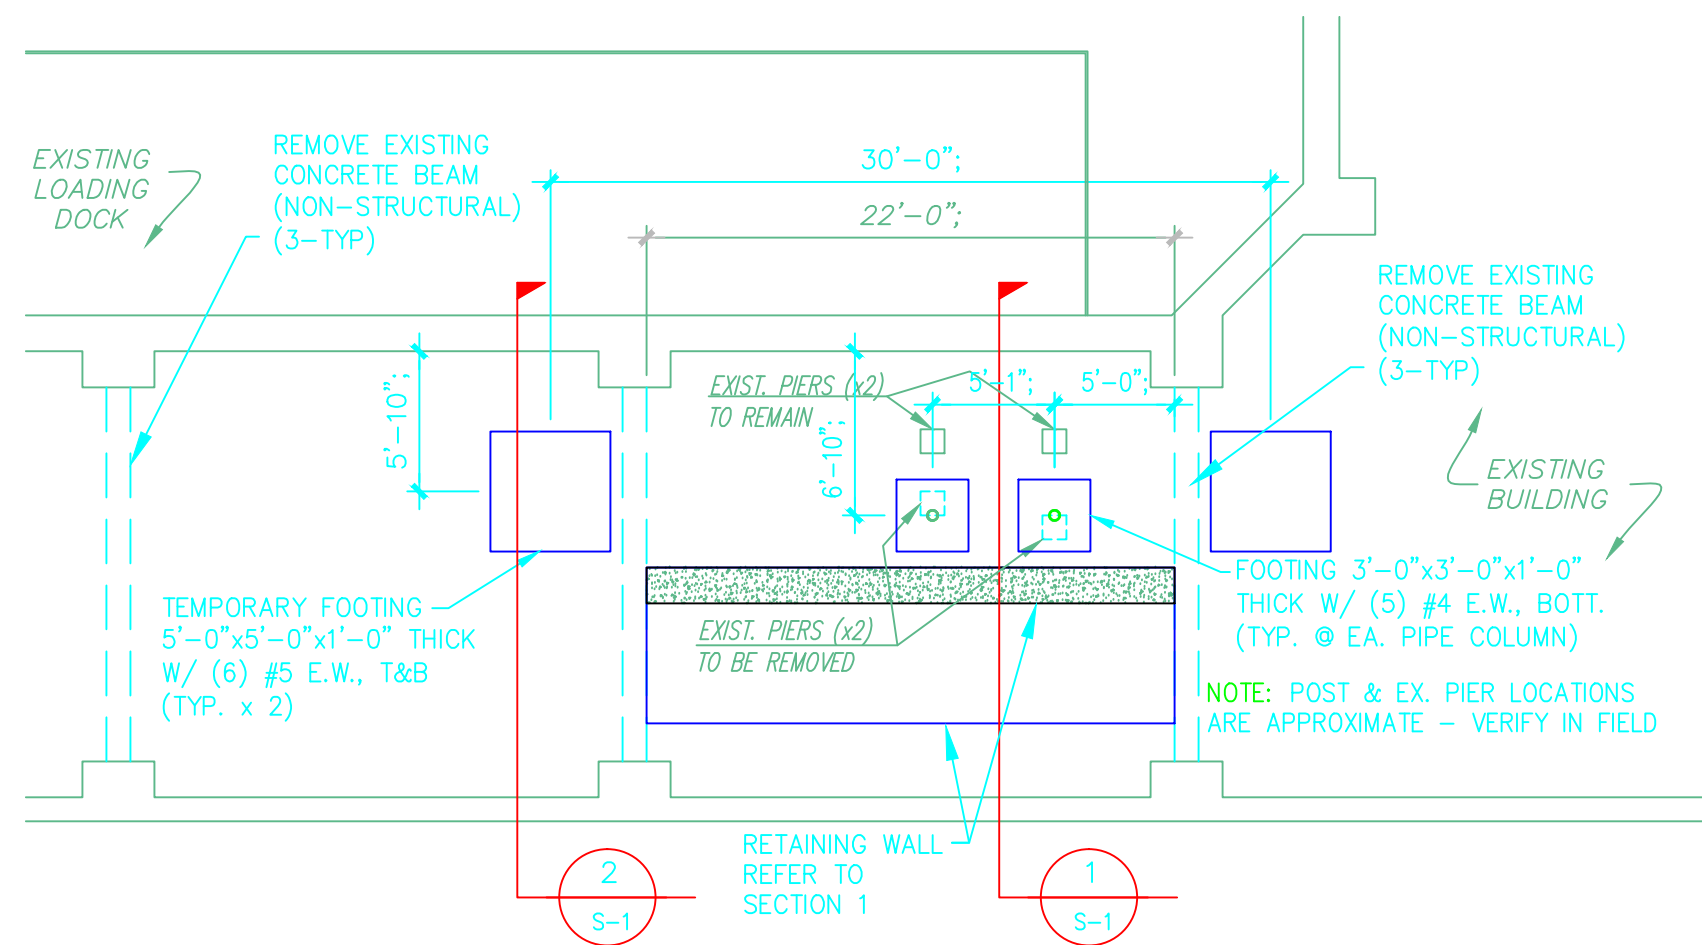 EXISTING
LOADING
DOCK
REMOVE EXISTING
CONCRETE BEAM
(NON-STRUCTURAL)
(3-TYP)
30'-0";
22'-0";
REMOVE EXISTING
CONCRETE BEAM
(NON-STRUCTURAL)
(3-TYP)
5'-10";
EXIST. PIERS (x2)
TO REMAIN
5'-1";
5'-0";
6'-10";
EXISTING
BUILDING
TEMPORARY FOOTING
5'-0"x5'-0"x1'-0" THICK
W/ (6) #5 E.W., T&B
(TYP. x 2)
EXIST. PIERS (x2)
TO BE REMOVED
FOOTING 3'-0"x3'-0"x1'-0"
THICK W/ (5) #4 E.W., BOTT.
(TYP. @ EA. PIPE COLUMN)
NOTE: POST & EX. PIER LOCATIONS
ARE APPROXIMATE - VERIFY IN FIELD
RETAINING WALL
REFER TO
SECTION 1
2
S-1
1
S-1